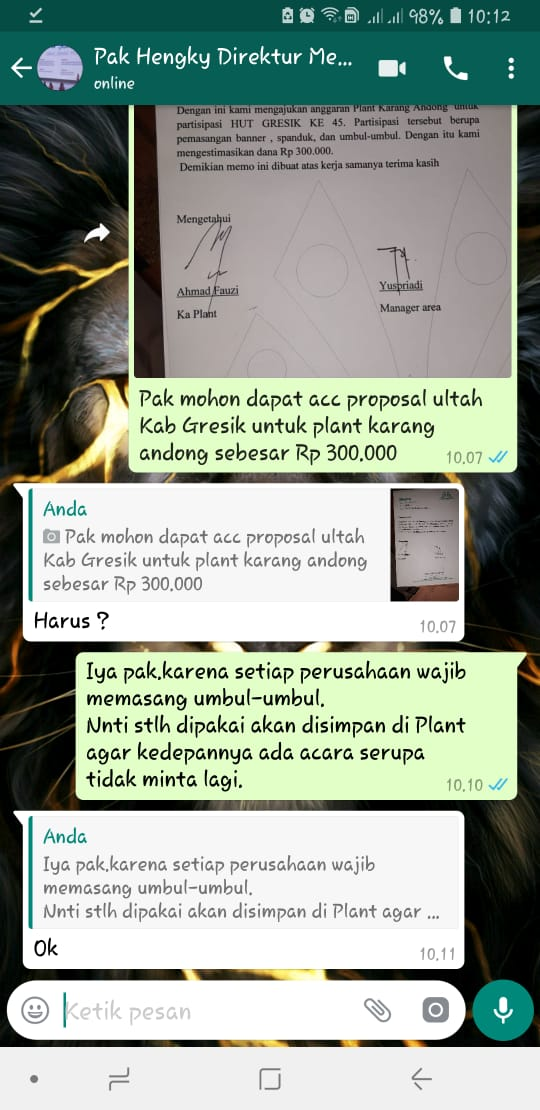 98% 10:12
Pak Hengky Direktur Me...
online
Dengan ini kami mengajukan anggaran Plant Karang Andong untuk
partisipasi HUT GRESIK KE 45. Partisipasi tersebut berupa
pemasangan banner , spanduk, dan umbul-umbul. Dengan itu kami
mengestimasikan dana Rp 300.000.
Demikian memo ini dibuat atas kerja samanya terima kasih
Mengetahui
Ahmad Fauzi
Yuspriadi
Ka Plant
Manager area
Pak mohon dapat acc proposal ultah
Kab Gresik untuk plant karang
andong sebesar Rp 300.000
10.07
Anda
Pak mohon dapat acc proposal ultah
Kab Gresik untuk plant karang andong
sebesar Rp 300.000
Harus ?
10.07
Iya pak.karena setiap perusahaan wajib
memasang umbul-umbul.
Nnti stlh dipakai akan disimpan di Plant
agar kedepannya ada acara serupa
tidak minta lagi.
10.10
Anda
Iya pak.karena setiap perusahaan wajib
memasang umbul-umbul.
Nnti stlh dipakai akan disimpan di Plant agar ...
Ok
10.11
Ketik pesan